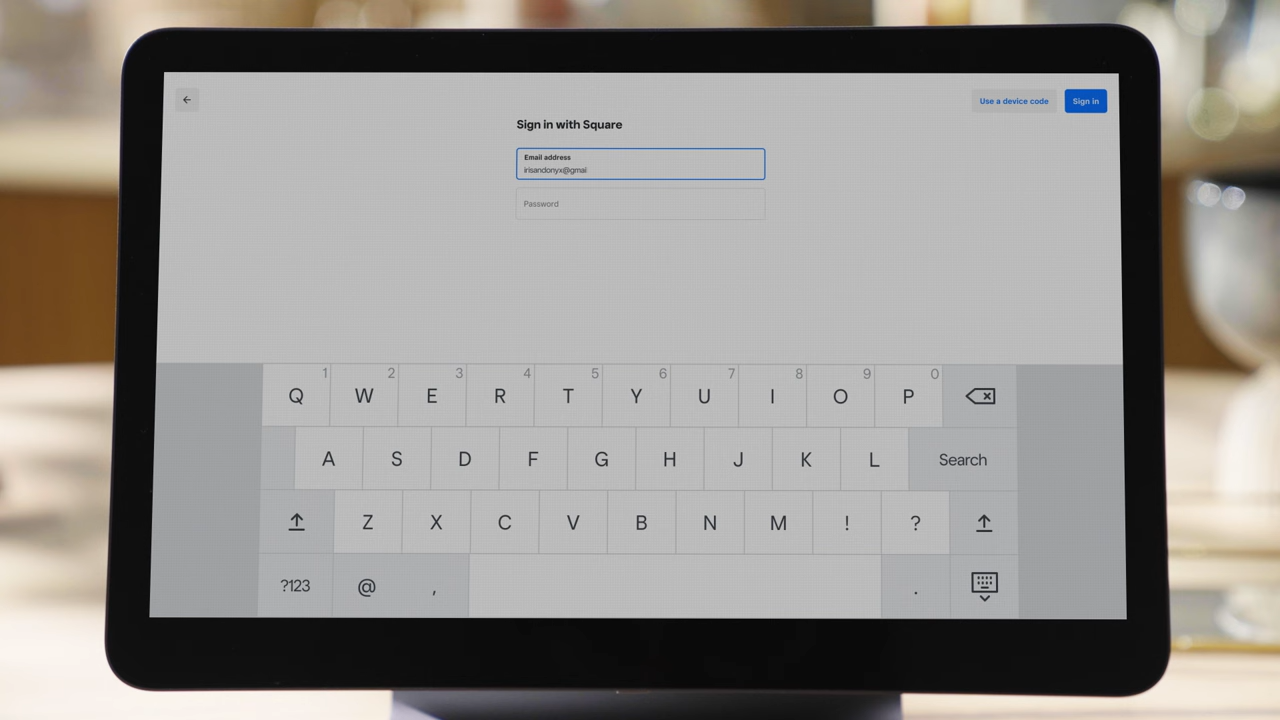 Use a device code Sign in
Sign in with Square
Email address
irisandonyx@gmai
Password
1 2 3 4 5 6 7 8 9 0
Q W E R T Y U I O P
A S D F G H J K L Search
Z X C V B N M ! ?
?123 @ , .